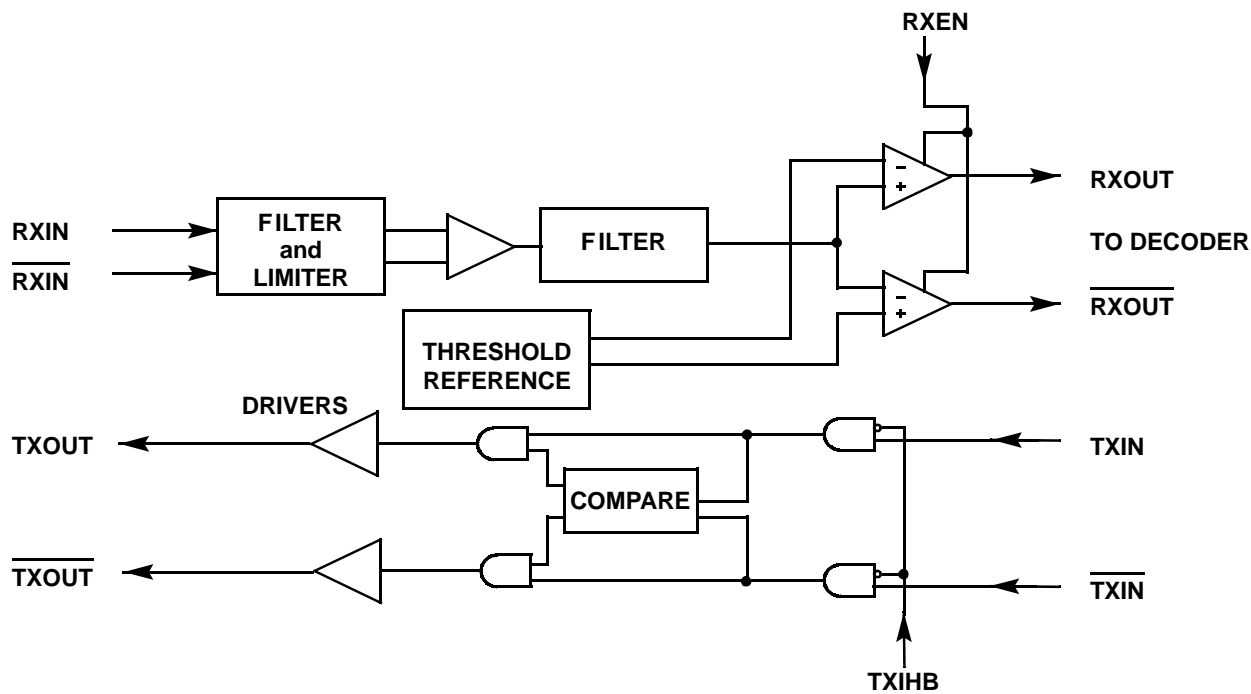 RXEN
RXIN
RXIN
FILTER
and
LIMITER
FILTER
-
+
-
+
RXOUT
TO DECODER
RXOUT
THRESHOLD
REFERENCE
DRIVERS
TXOUT
TXIN
COMPARE
TXOUT
TXIN
TXIHB